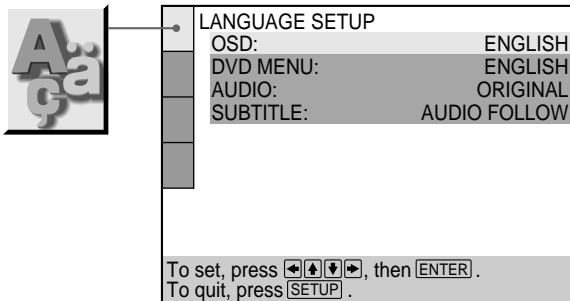 Aäç
LANGUAGE SETUP
OSD: ENGLISH
DVD MENU: ENGLISH
AUDIO: ORIGINAL
SUBTITLE: AUDIO FOLLOW
To set, press ←↑↓→, then ENTER.
To quit, press SETUP.